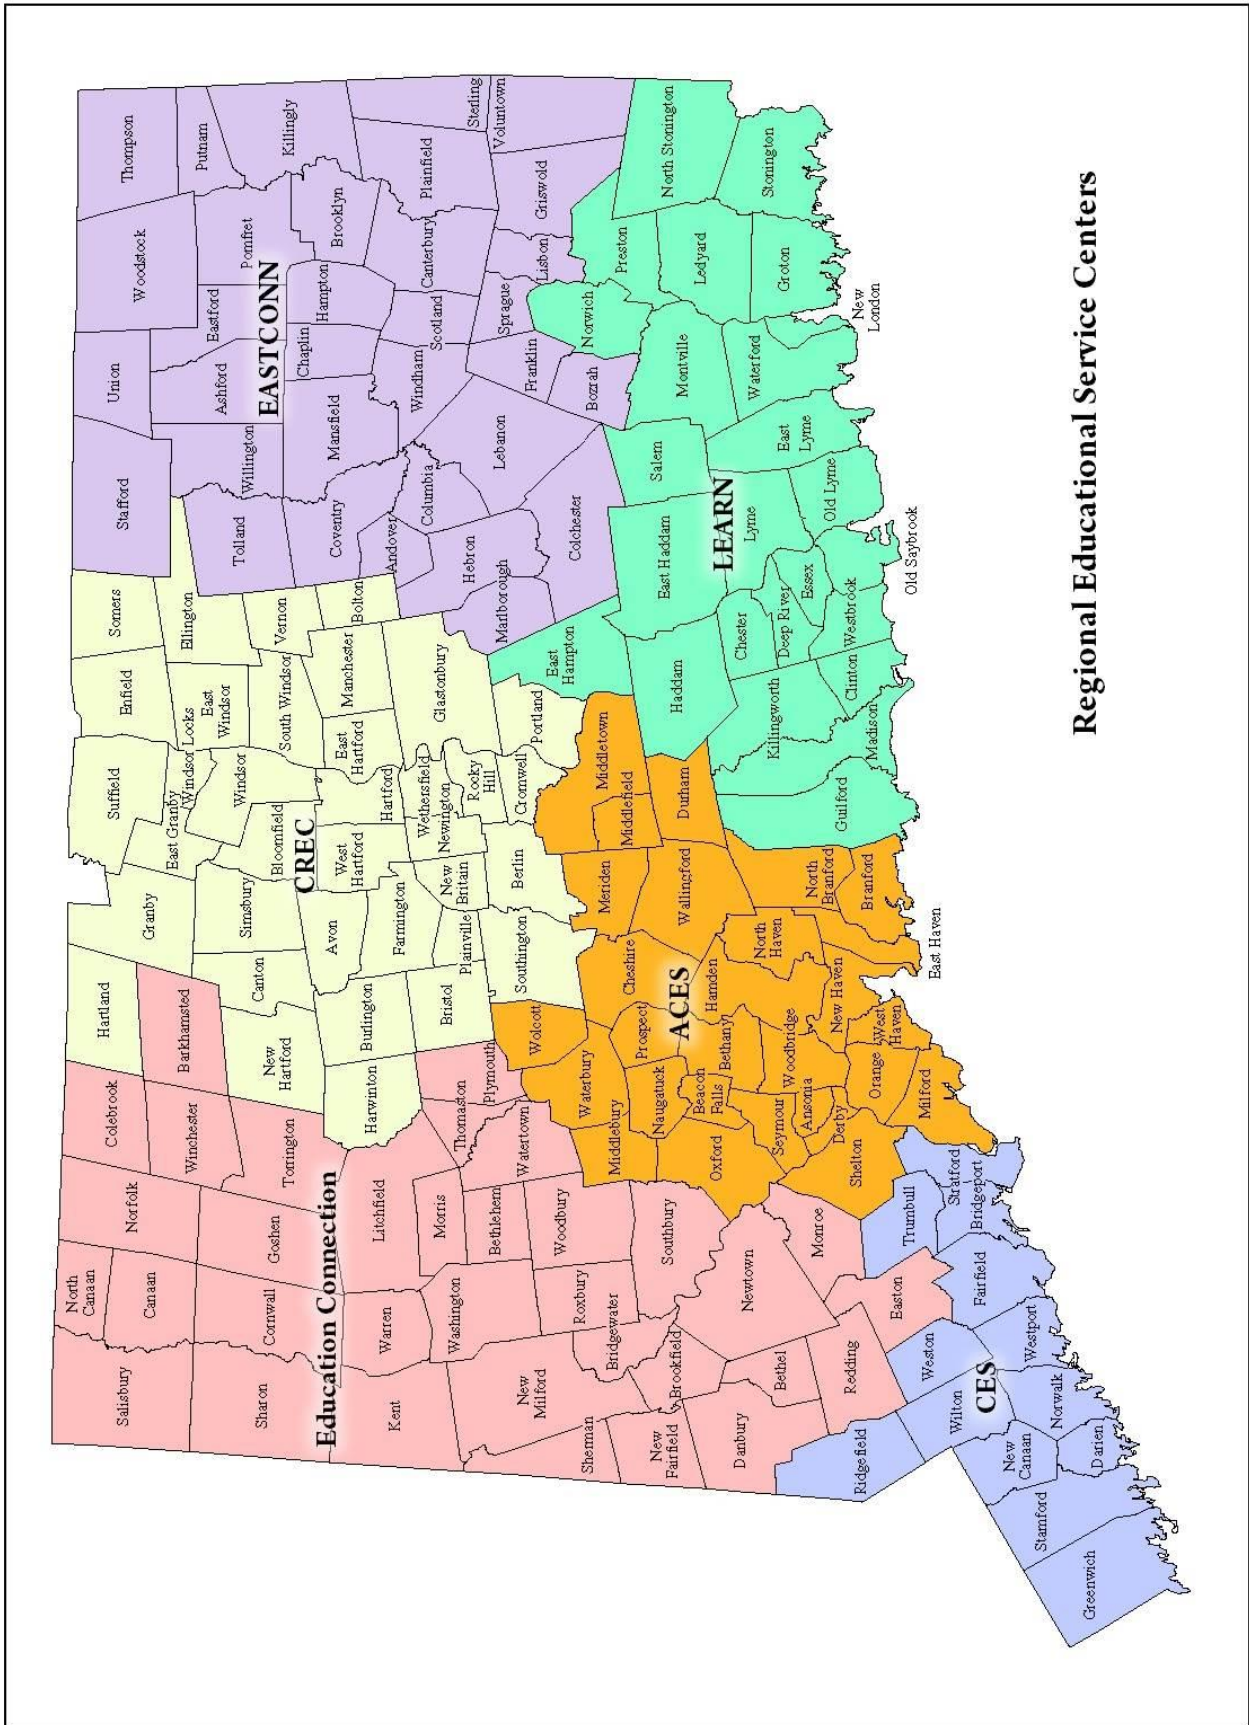 Salisbury
North
Canaan
Canaan
Norfolk
Colebrook
Hartland
Granby
Suffield
Enfield
Somers
Stafford
Union
Woodstock
Thompson
Sharon
Cornwall
Goshen
Winchester
Barkhamsted
East Granby
Windsor Locks
East
Windsor
Ellington
Willington
Ashford
Eastford
Pomfret
Putnam
Torrington
New
Hartford
Canton
Simsbury
Bloomfield
Windsor
South Windsor
Vernon
Tolland
EASTCONN
Chaplin
Hampton
Brooklyn
Killingly
Education Connection
CREC
Kent
Warren
Litchfield
Harwinton
Burlington
Avon
West
Hartford
Hartford
East
Hartford
Manchester
Bolton
Coventry
Mansfield
Andover
Columbia
Windham
Scotland
Canterbury
Plainfield
Sterling
Voluntown
Washington
Morris
Thomaston
Plymouth
Bristol
Farmington
Plainville
New
Britain
Newington
Wethersfield
Rocky
Hill
Glastonbury
Hebron
Marlborough
Lebanon
Franklin
Sprague
Lisbon
Griswold
New
Milford
Bethlehem
Watertown
Wolcott
Southington
Berlin
Cromwell
Portland
East
Hampton
Colchester
Bozrah
Norwich
Preston
North Stonington
Roxbury
Woodbury
Middlebury
Waterbury
Cheshire
Meriden
Middletown
Middlefield
Sherman
Bridgewater
Southbury
Oxford
Naugatuck
Prospect
ACES
Beacon
Falls
Bethany
Hamden
Wallingford
Durham
Haddam
East Haddam
Salem
Montville
Ledyard
Stonington
New
Fairfield
Brookfield
Newtown
Seymour
Ansonia
Woodbridge
North
Haven
LEARN
Lyme
East
Lyme
Waterford
Groton
New
London
Danbury
Bethel
Monroe
Shelton
Derby
Orange
New Haven
West
Haven
North
Branford
Branford
East Haven
Guilford
Madison
Killingworth
Clinton
Chester
Deep River
Essex
Westbrook
Old Lyme
Old Saybrook
Ridgefield
Redding
Easton
Trumbull
Stratford
Milford
Bridgeport
Weston
Fairfield
Wilton
CES
Westport
New
Canaan
Norwalk
Darien
Stamford
Greenwich
Regional Educational Service Centers